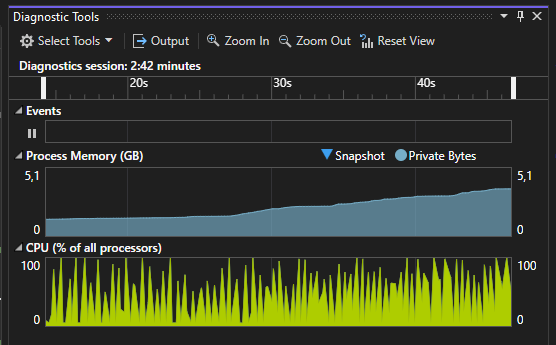 Diagnostic Tools
Select Tools Output Zoom In Zoom Out Reset View
Diagnostics session: 2:42 minutes
20s 30s 40s
Events
Process Memory (GB) Snapshot Private Bytes
5,1 5,1
0 0
CPU (% of all processors)
100 100
0 0